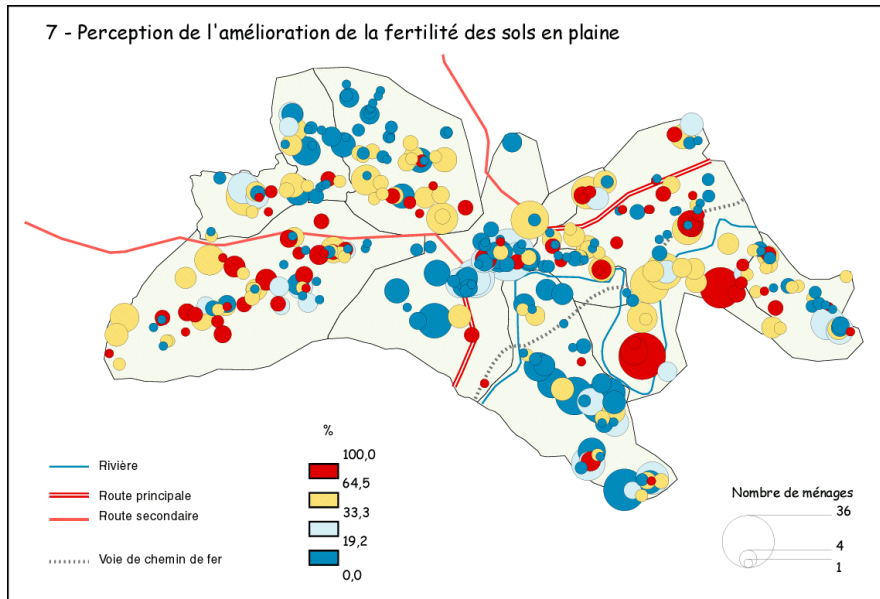 7 - Perception de l'amélioration de la fertilité des sols en plaine
%
100,0
64,5
33,3
19,2
0,0
Rivière
Route principale
Route secondaire
Voie de chemin de fer
Nombre de ménages
36
4
1